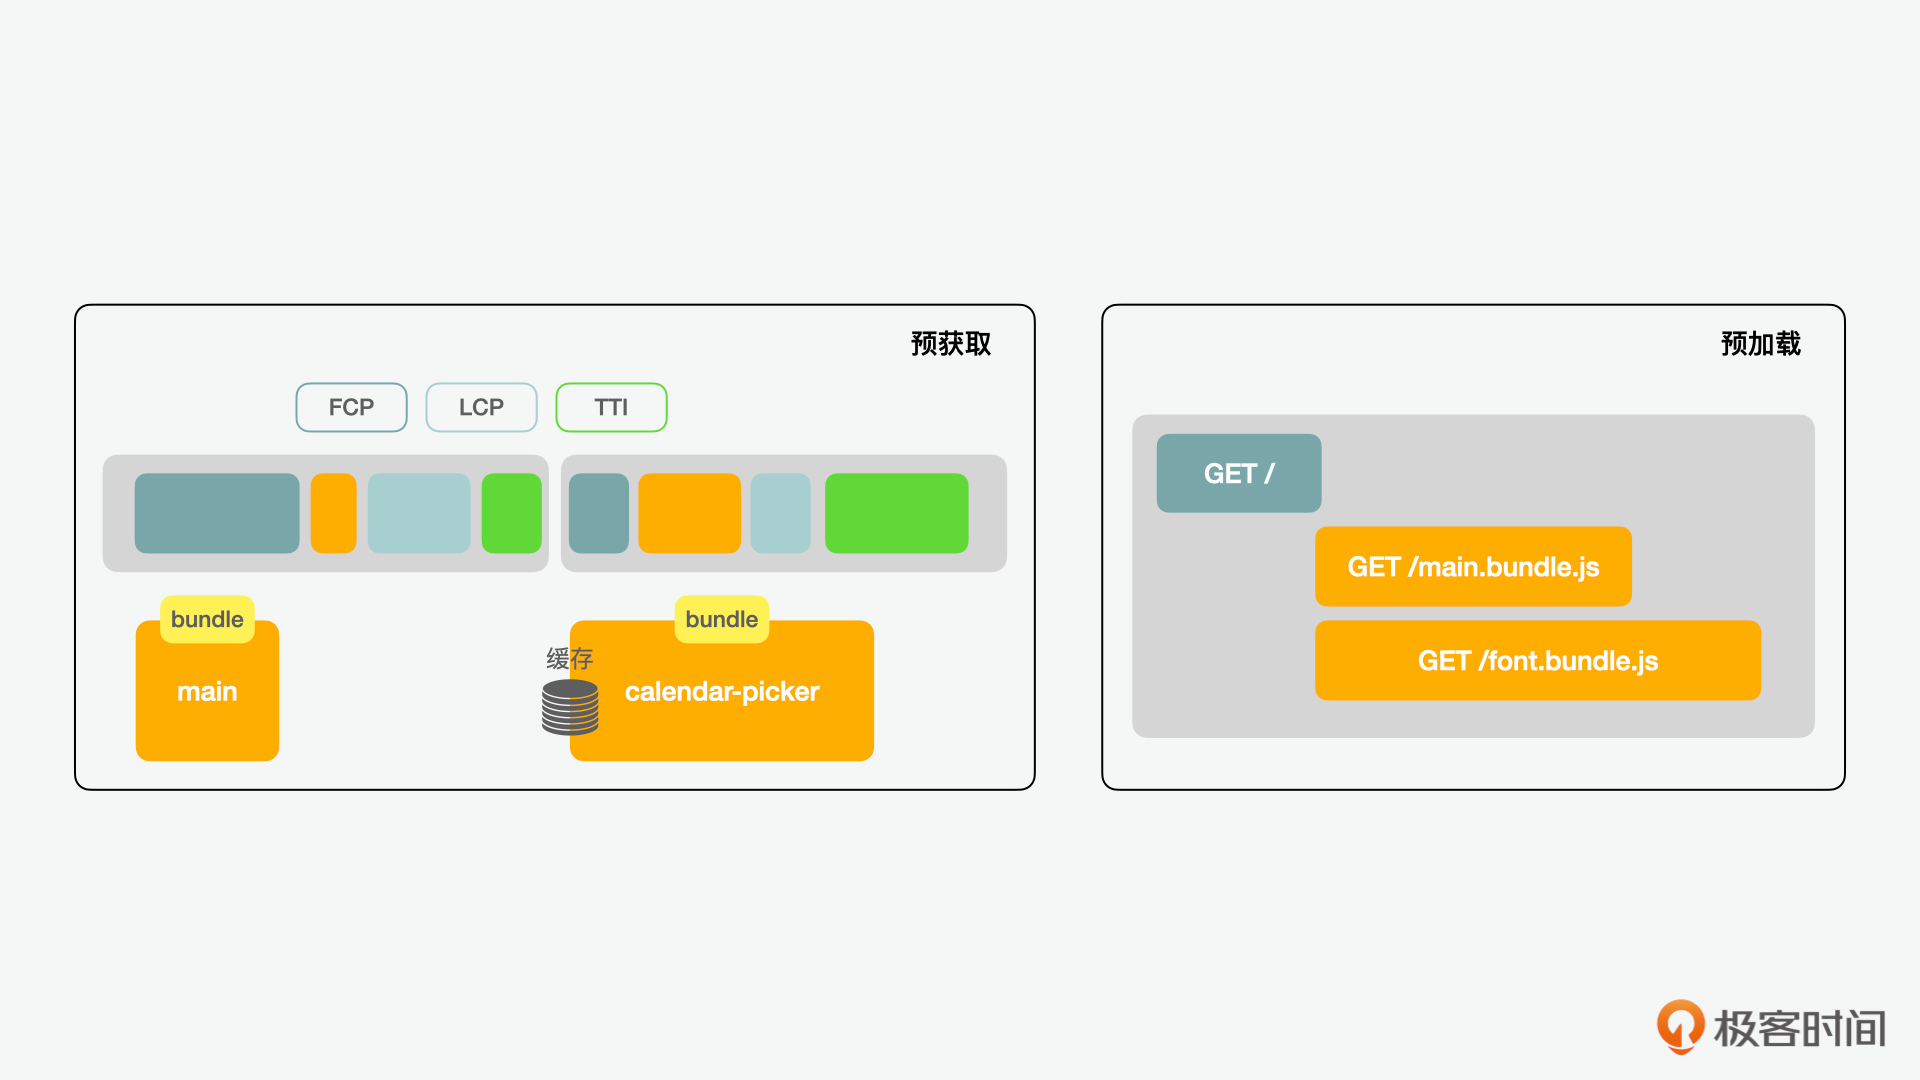 预获取
FCP
LCP
TTI
bundle
main
bundle
缓存
calendar-picker
预加载
GET /
GET /main.bundle.js
GET /font.bundle.js
极客时间